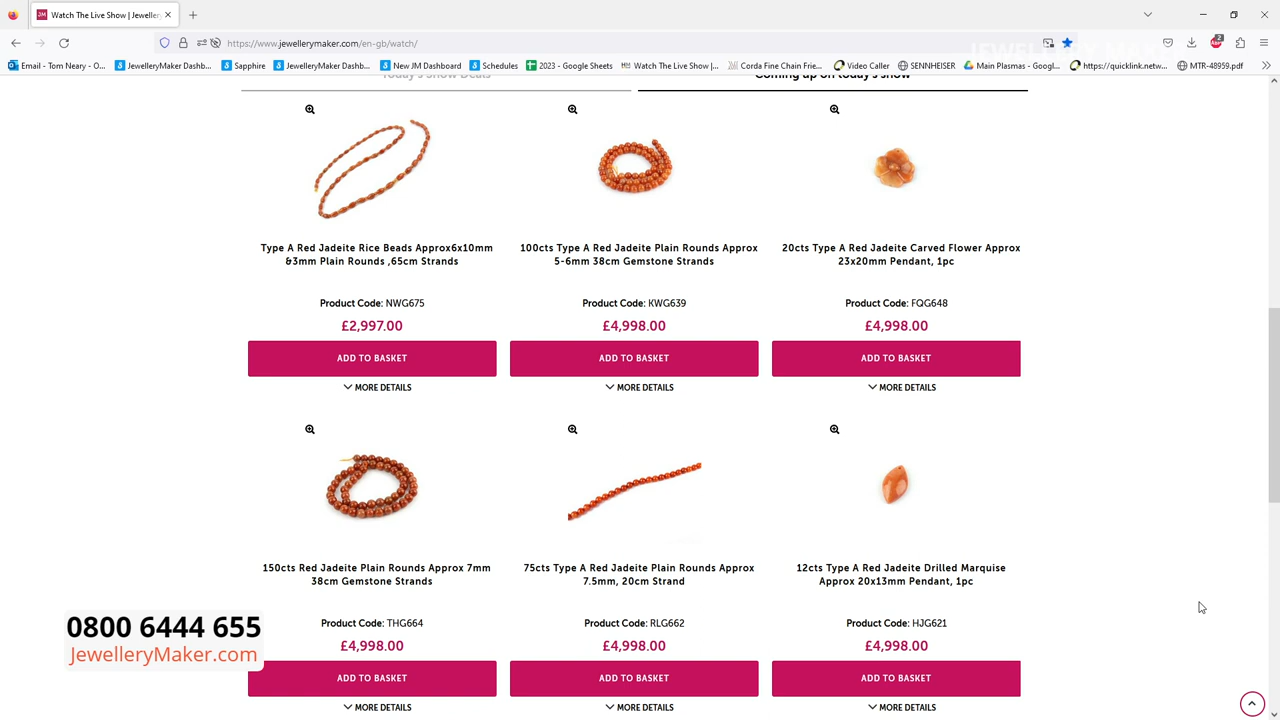 Watch The Live Show | Jeweller
https://www.jewellerymaker.com/en-gb/watch/
2
JEWELLERY MAKER
Email - Tom Neary - O... JewelleryMaker Dashb... Sapphire JewelleryMaker Dashb... New JM Dashboard Schedules 2023 - Google Sheets Watch The Live Show |... Corda Fine Chain Frie... Main Plasmas - Googl... Video Caller SENNHEISER https://quicklink.netw... MTR-48959.pdf
Today's Show Deals
Coming up on today's show
Type A Red Jadeite Rice Beads Approx6x10mm
&3mm Plain Rounds ,65cm Strands
Product Code: NWG675
£2,997.00
ADD TO BASKET
MORE DETAILS
100cts Type A Red Jadeite Plain Rounds Approx
5-6mm 38cm Gemstone Strands
Product Code: KWG639
£4,998.00
ADD TO BASKET
MORE DETAILS
20cts Type A Red Jadeite Carved Flower Approx
23x20mm Pendant, 1pc
Product Code: FQG648
£4,998.00
ADD TO BASKET
MORE DETAILS
150cts Red Jadeite Plain Rounds Approx 7mm
38cm Gemstone Strands
Product Code: THG664
£4,998.00
ADD TO BASKET
MORE DETAILS
75cts Type A Red Jadeite Plain Rounds Approx
7.5mm, 20cm Strand
Product Code: RLG662
£4,998.00
ADD TO BASKET
MORE DETAILS
12cts Type A Red Jadeite Drilled Marquise
Approx 20x13mm Pendant, 1pc
Product Code: HJG621
£4,998.00
ADD TO BASKET
MORE DETAILS
0800 6444 655
JewelleryMaker.com